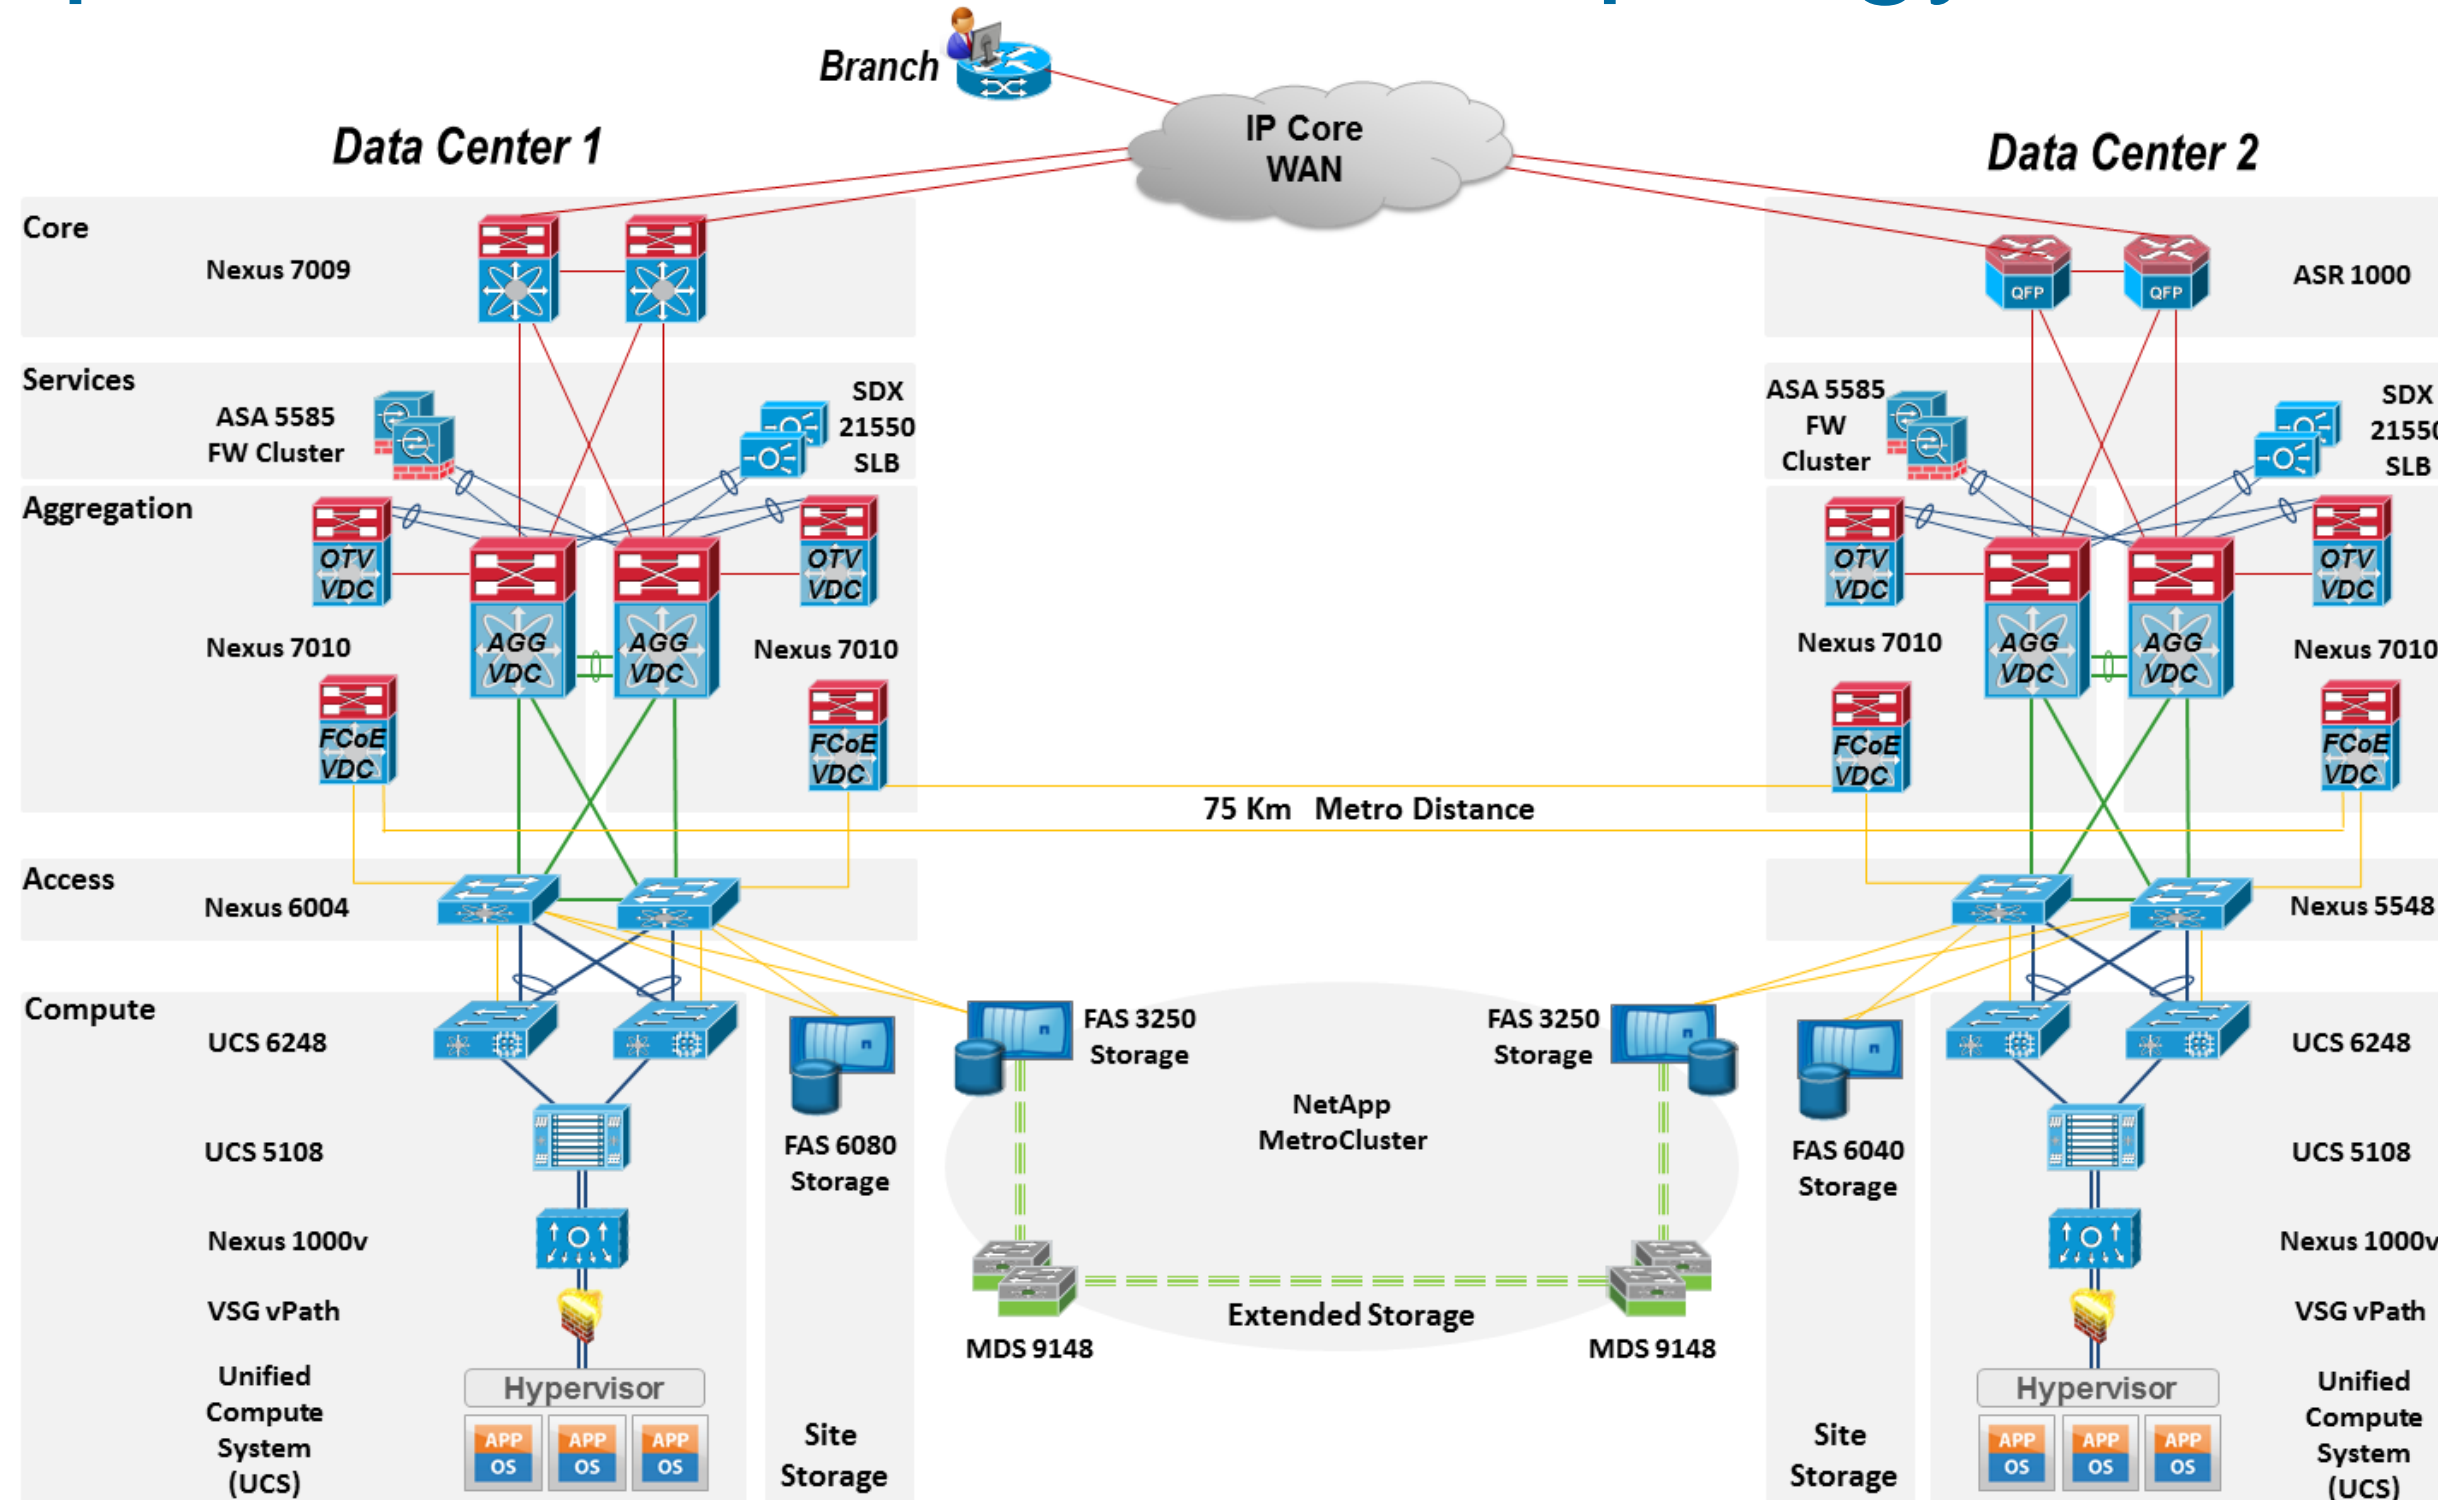 Branch
IP Core
WAN
Data Center 1
Data Center 2
Core
Nexus 7009
QFP
QFP
ASR 1000
Services
ASA 5585
FW Cluster
SDX
21550
SLB
ASA 5585
FW
Cluster
SDX
21550
SLB
Aggregation
OTV
VDC
OTV
VDC
OTV
VDC
OTV
VDC
Nexus 7010
AGG
VDC
AGG
VDC
Nexus 7010
Nexus 7010
AGG
VDC
AGG
VDC
Nexus 7010
FCoE
VDC
FCoE
VDC
FCoE
VDC
FCoE
VDC
75 Km Metro Distance
Access
Nexus 6004
Nexus 5548
Compute
UCS 6248
FAS 3250
Storage
FAS 3250
Storage
UCS 6248
n
n
n
n
NetApp
MetroCluster
UCS 5108
FAS 6080
Storage
FAS 6040
Storage
UCS 5108
Nexus 1000v
Nexus 1000v
VSG vPath
Extended Storage
VSG vPath
MDS 9148
MDS 9148
Unified
Compute
System
(UCS)
Hypervisor
APP
OS
APP
OS
APP
OS
Site
Storage
Site
Storage
Hypervisor
APP
OS
APP
OS
APP
OS
Unified
Compute
System
(UCS)